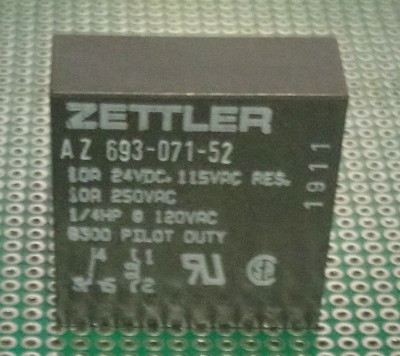 ZETTLER
AZ 693-071-52
10A 24VDC. 115VAC RES.
10A 250VAC
1/4HP @ 120VAC
B300 PILOT DUTY
1911